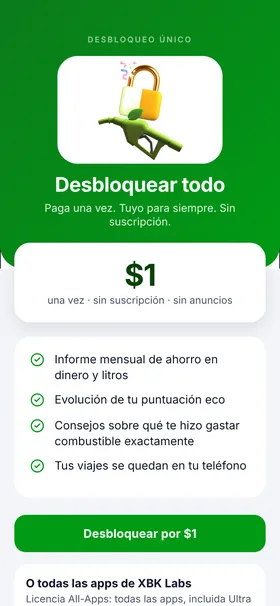 DESBLOQUEO ÚNICO
Desbloquear todo
Paga una vez. Tuyo para siempre. Sin
suscripción.
$1
una vez · sin suscripción · sin anuncios
Informe mensual de ahorro en
dinero y litros
Evolución de tu puntuación eco
Consejos sobre qué te hizo gastar
combustible exactamente
Tus viajes se quedan en tu teléfono
Desbloquear por $1
O todas las apps de XBK Labs
Licencia All-Apps: todas las apps, incluida Ultra